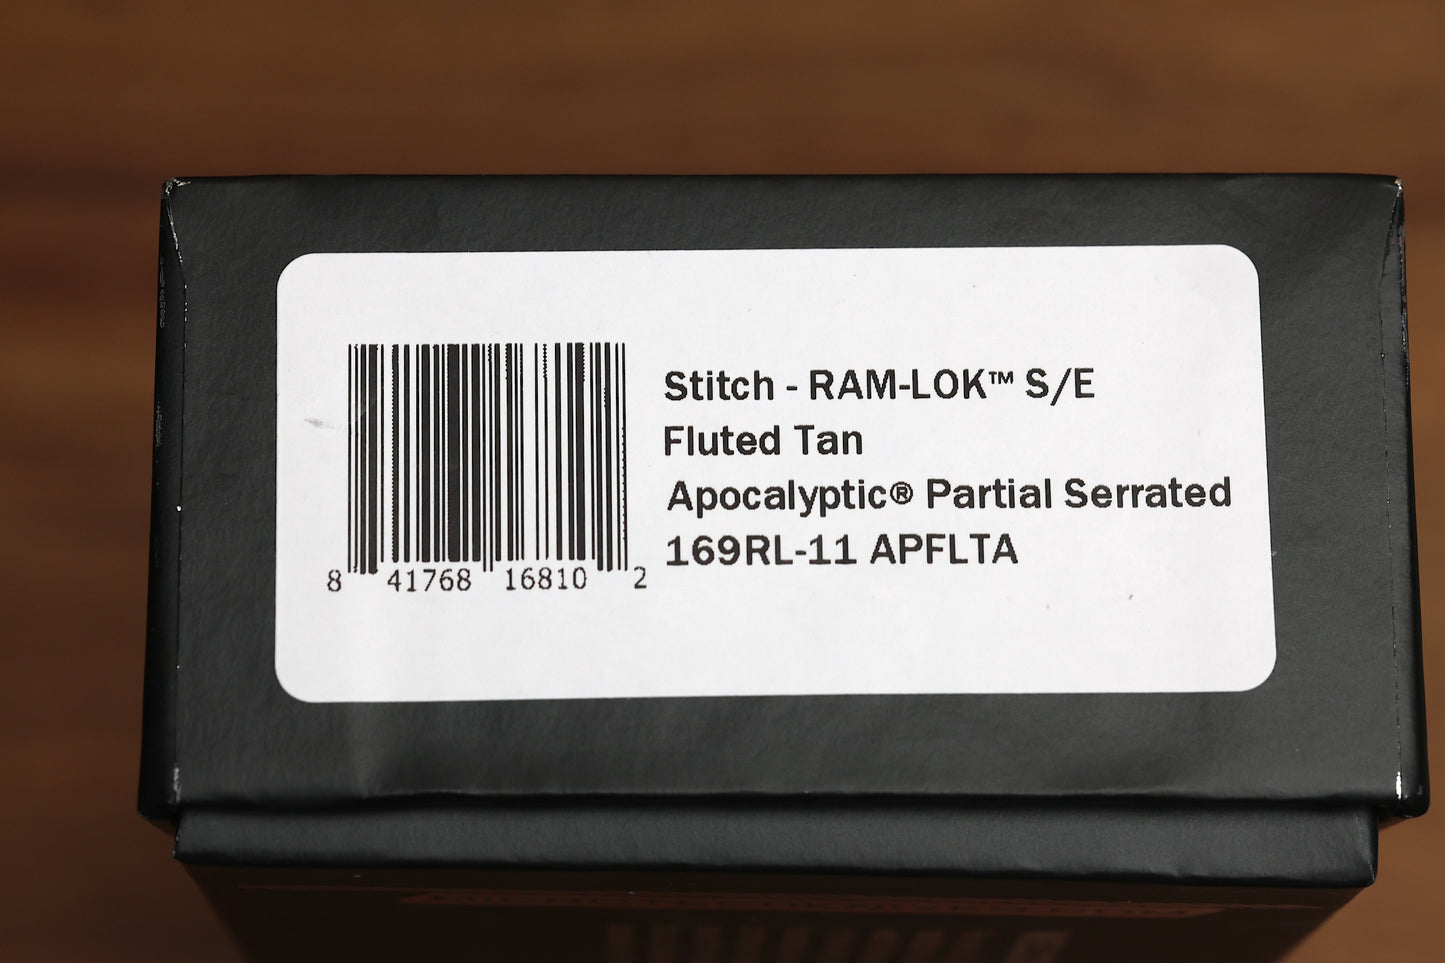 Stitch - RAM-LOK™ S/E
Fluted Tan
Apocalyptic® Partial Serrated
169RL-11 APFLTA
8 41768 16810 2